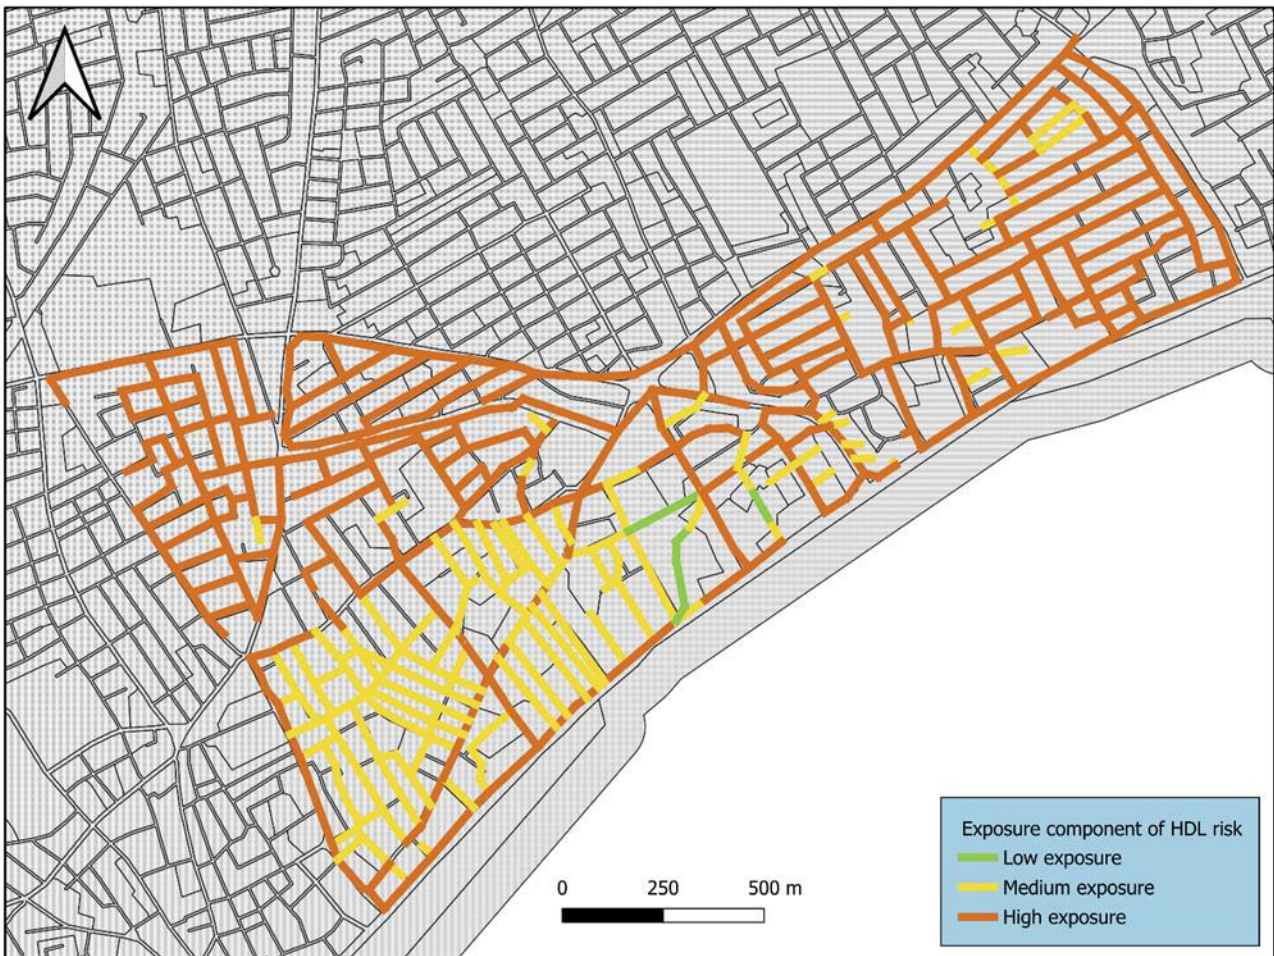 Exposure component of HDL risk
Low exposure
Medium exposure
High exposure
0 250 500 m